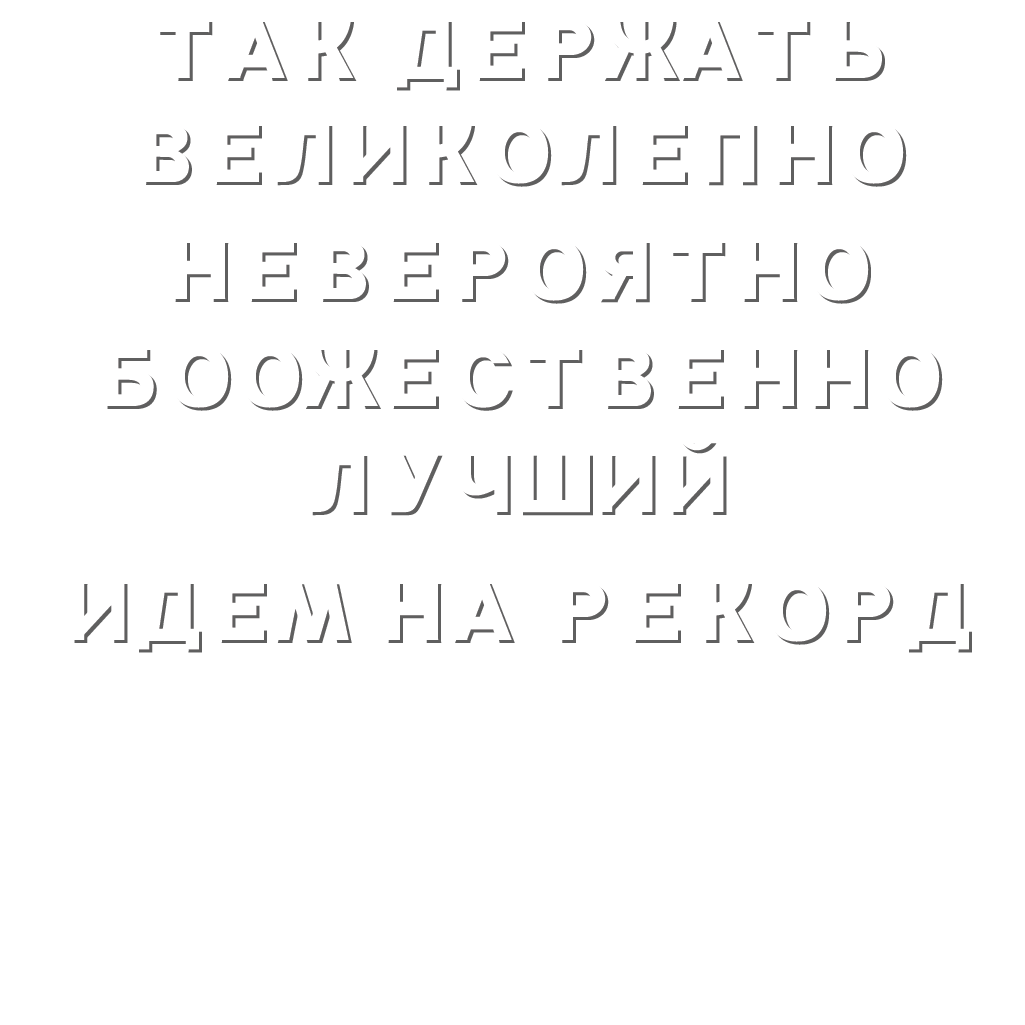 ТАК ДЕРЖАТЬ
ВЕЛИКОЛЕПНО
НЕВЕРОЯТНО
БООЖЕСТВЕННО
ЛУЧШИЙ
ИДЕМ НА РЕКОРД